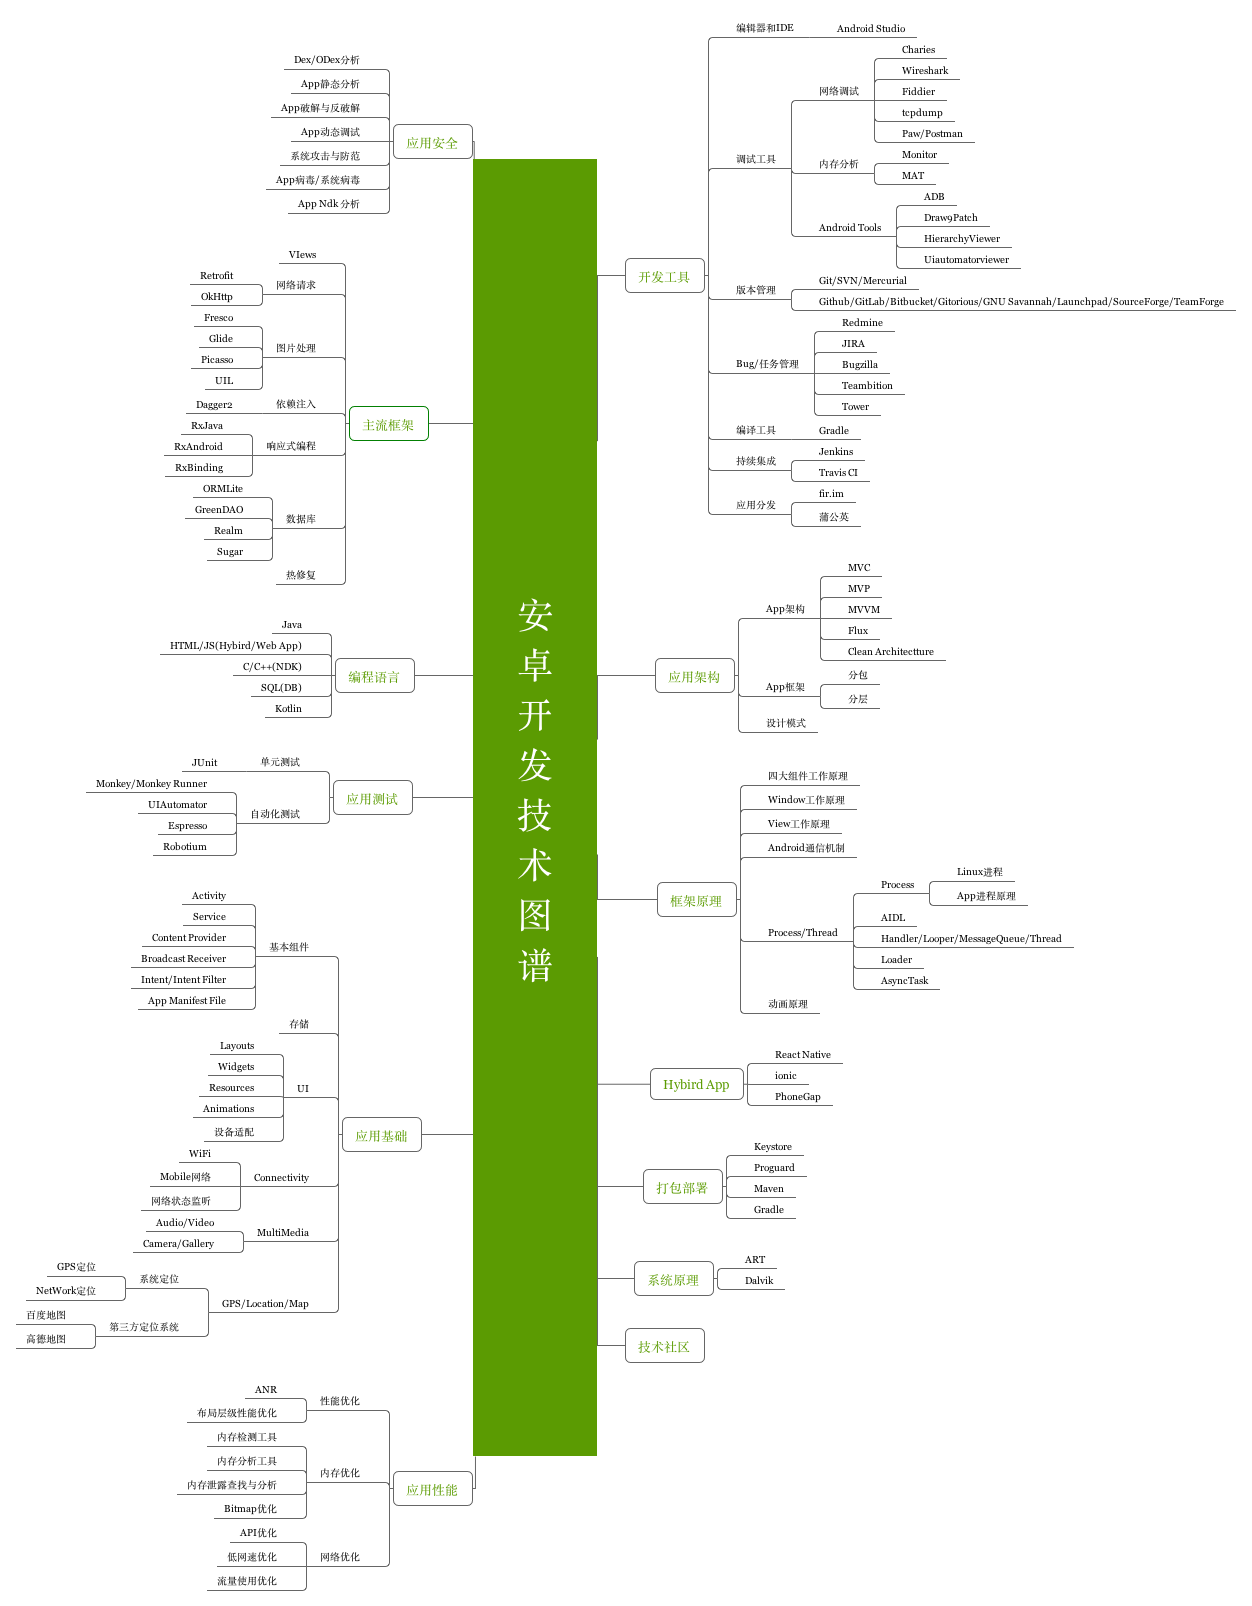 安卓开发技术图谱
应用安全
Dex/ODex分析
App静态分析
App破解与反破解
App动态调试
系统攻击与防范
App病毒/系统病毒
App Ndk 分析
主流框架
VIews
网络请求
Retrofit
OkHttp
图片处理
Fresco
Glide
Picasso
UIL
依赖注入
Dagger2
响应式编程
RxJava
RxAndroid
RxBinding
数据库
ORMLite
GreenDAO
Realm
Sugar
热修复
编程语言
Java
HTML/JS(Hybird/Web App)
C/C++(NDK)
SQL(DB)
Kotlin
应用测试
单元测试
JUnit
自动化测试
Monkey/Monkey Runner
UIAutomator
Espresso
Robotium
应用基础
基本组件
Activity
Service
Content Provider
Broadcast Receiver
Intent/Intent Filter
App Manifest File
存储
UI
Layouts
Widgets
Resources
Animations
设备适配
Connectivity
WiFi
Mobile网络
网络状态监听
MultiMedia
Audio/Video
Camera/Gallery
GPS/Location/Map
系统定位
GPS定位
NetWork定位
第三方定位系统
百度地图
高德地图
应用性能
性能优化
ANR
布局层级性能优化
内存优化
内存检测工具
内存分析工具
内存泄露查找与分析
Bitmap优化
网络优化
API优化
低网速优化
流量使用优化
开发工具
编辑器和IDE
Android Studio
调试工具
网络调试
Charies
Wireshark
Fiddier
tcpdump
Paw/Postman
内存分析
Monitor
MAT
Android Tools
ADB
Draw9Patch
HierarchyViewer
Uiautomatorviewer
版本管理
Git/SVN/Mercurial
Github/GitLab/Bitbucket/Gitorious/GNU Savannah/Launchpad/SourceForge/TeamForge
Bug/任务管理
Redmine
JIRA
Bugzilla
Teambition
Tower
编译工具
Gradle
持续集成
Jenkins
Travis CI
应用分发
fir.im
蒲公英
应用架构
App架构
MVC
MVP
MVVM
Flux
Clean Architectture
App框架
分包
分层
设计模式
框架原理
四大组件工作原理
Window工作原理
View工作原理
Android通信机制
Process/Thread
Process
Linux进程
App进程原理
AIDL
Handler/Looper/MessageQueue/Thread
Loader
AsyncTask
动画原理
Hybird App
React Native
ionic
PhoneGap
打包部署
Keystore
Proguard
Maven
Gradle
系统原理
ART
Dalvik
技术社区